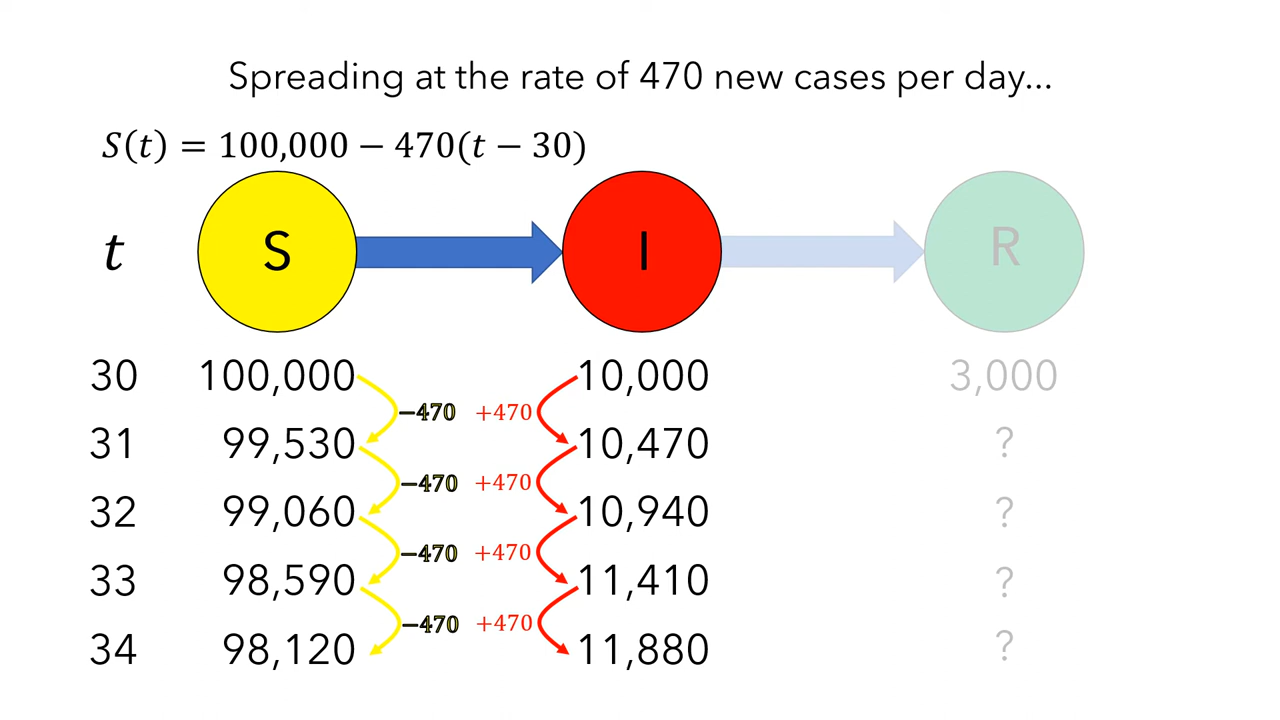 Spreading at the rate of 470 new cases per day...
S(t) = 100,000 − 470(t − 30)
t S I R
30 100,000 10,000 3,000
−470 +470
31 99,530 10,470 ?
−470 +470
32 99,060 10,940 ?
−470 +470
33 98,590 11,410 ?
−470 +470
34 98,120 11,880 ?